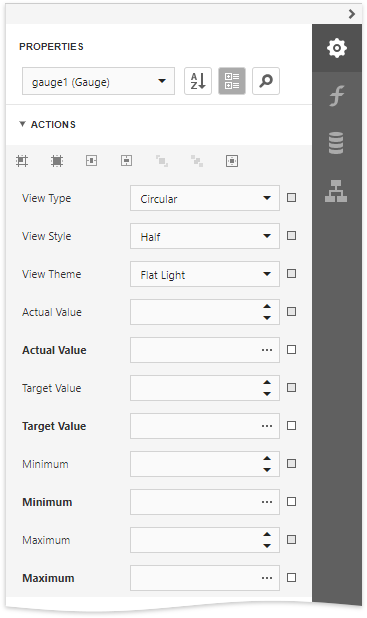 PROPERTIES
gauge1 (Gauge)
ACTIONS
View Type Circular
View Style Half
View Theme Flat Light
Actual Value
Actual Value
Target Value
Target Value
Minimum
Minimum
Maximum
Maximum